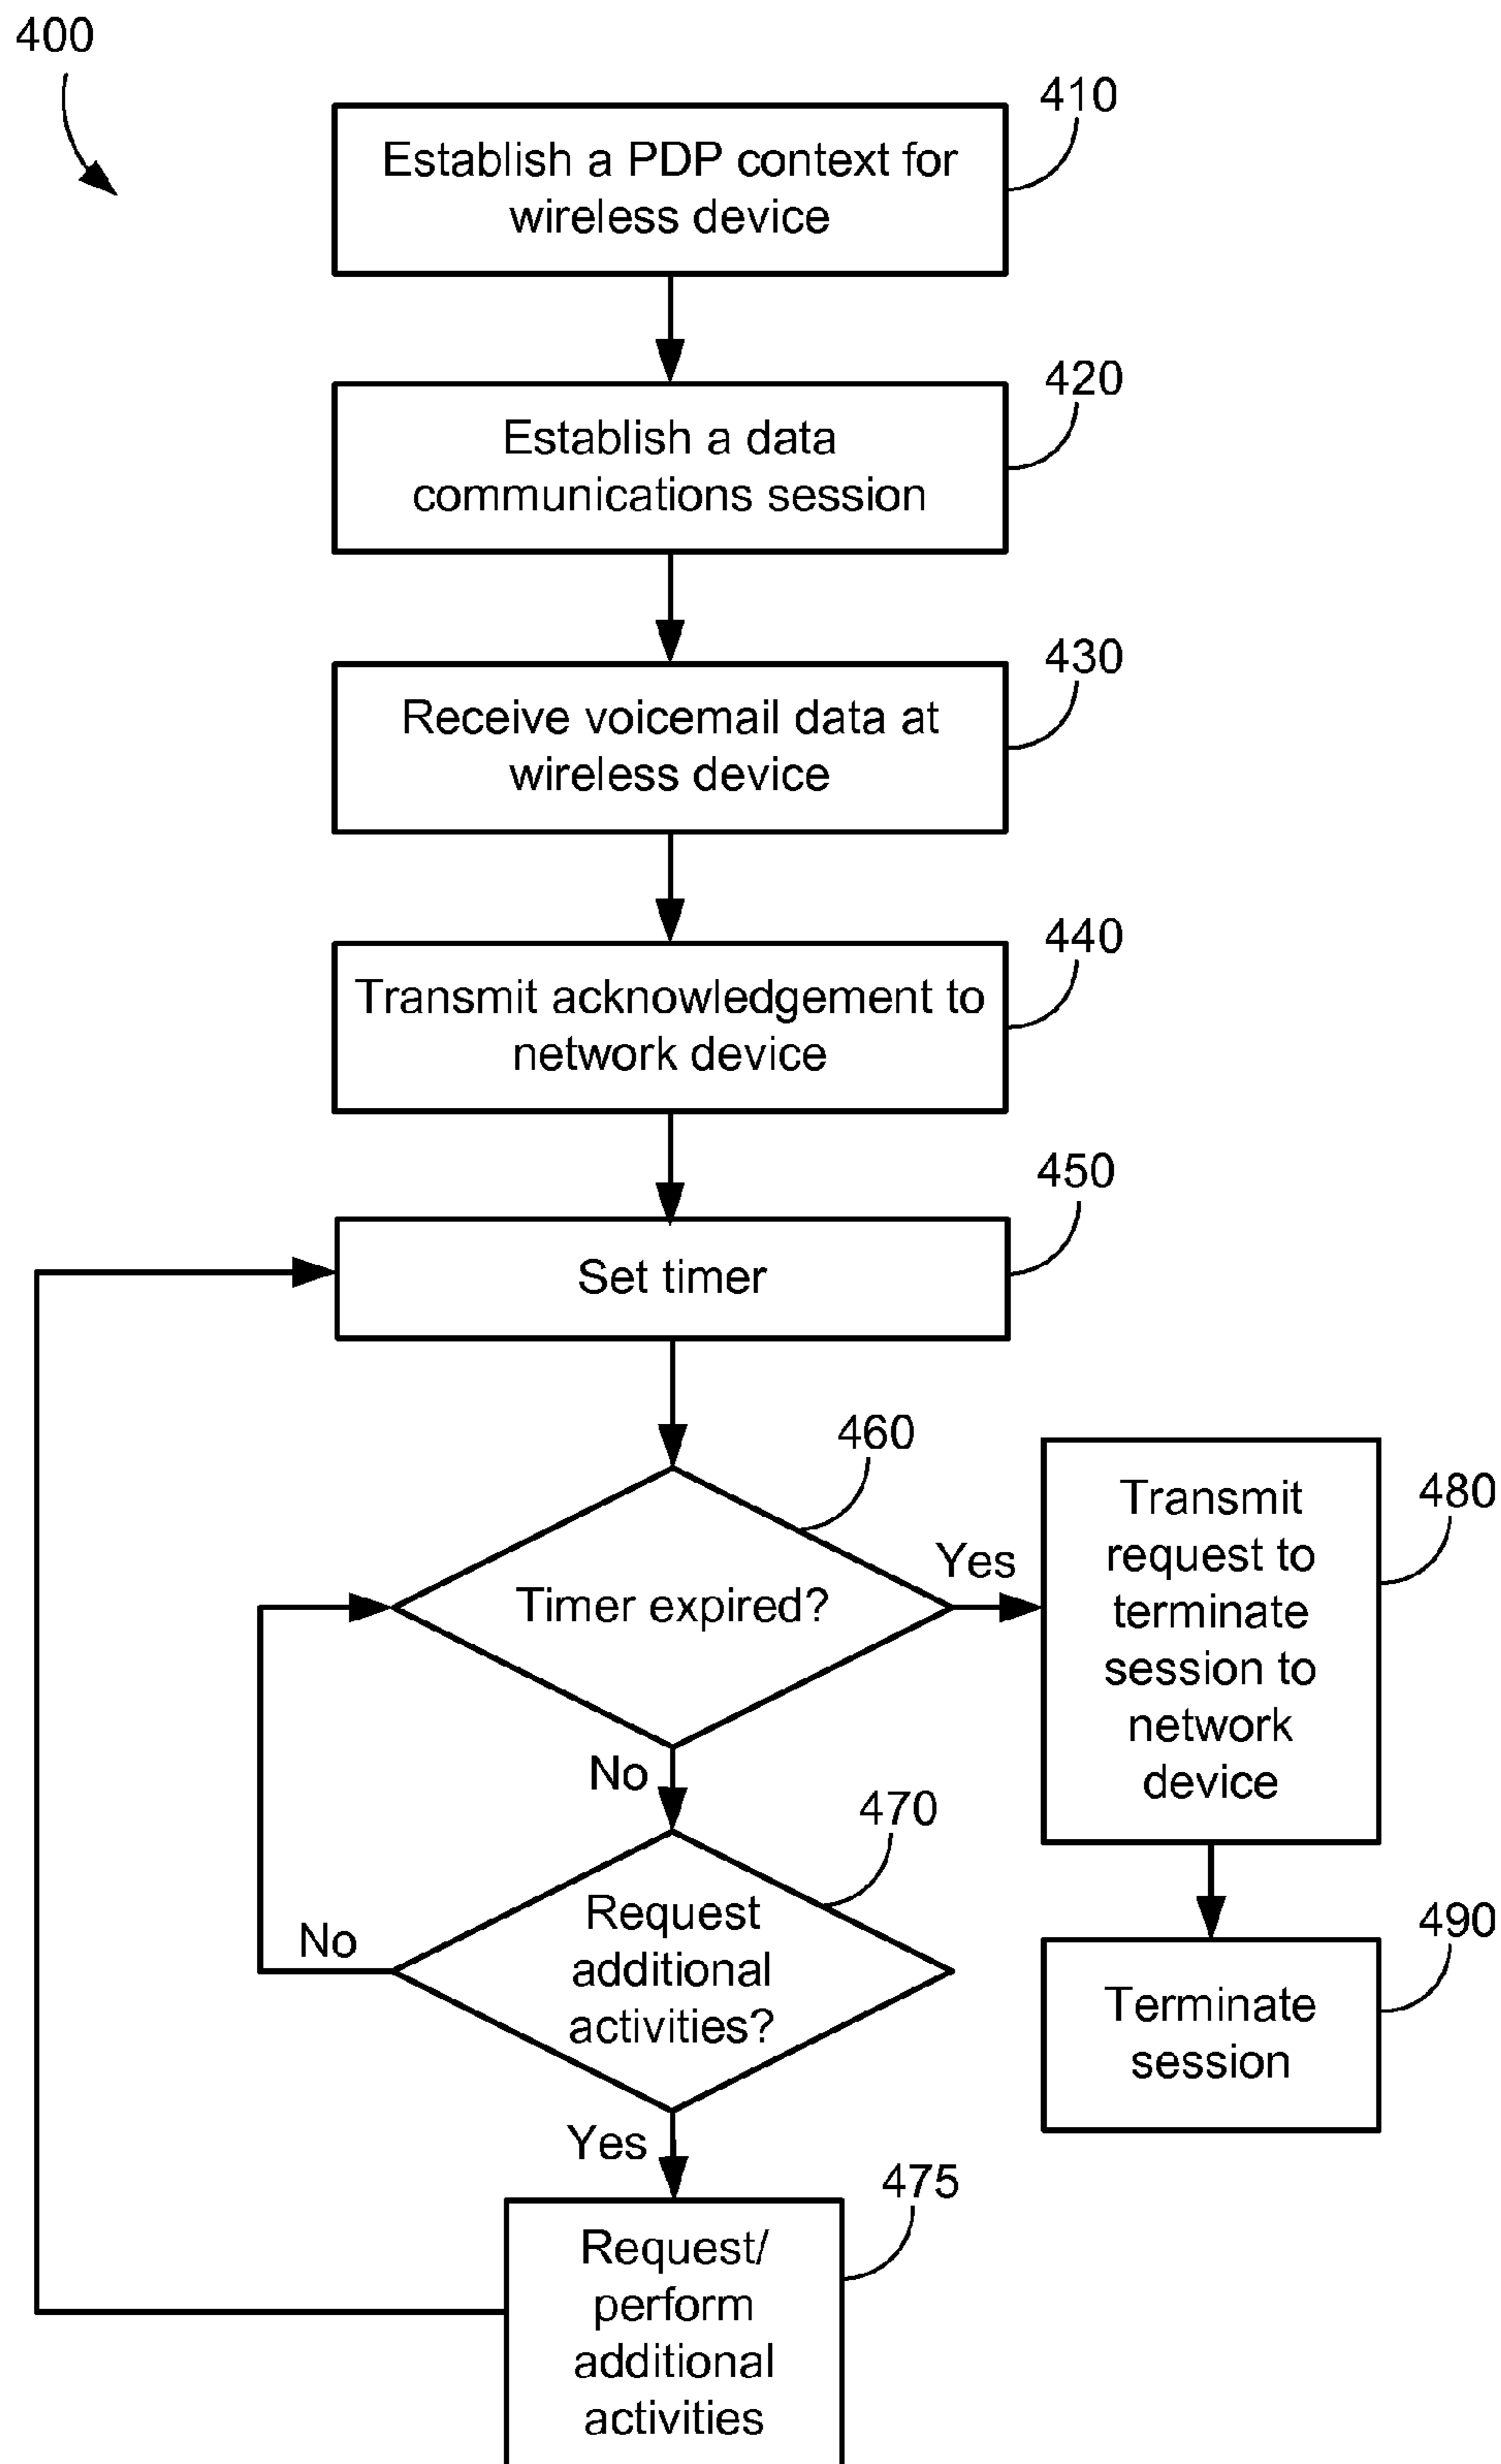 400
410
Establish a PDP context for
wireless device
420
Establish a data
communications session
430
Receive voicemail data at
wireless device
440
Transmit acknowledgement to
network device
450
Set timer
460
Timer expired?
Yes
No
480
Transmit
request to
terminate
session to
network
device
470
Request
additional
activities?
No
Yes
490
Terminate
session
475
Request/
perform
additional
activities